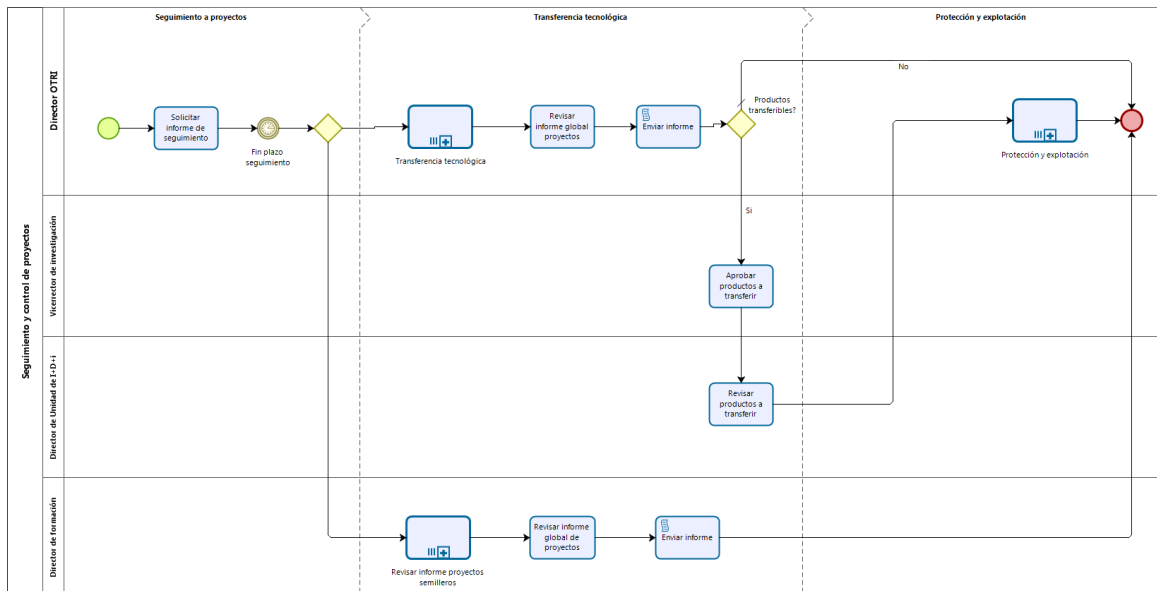 Seguimiento a proyectos
Transferencia tecnológica
Protección y explotación
Seguimiento y control de proyectos
Director OTRI
Solicitar
informe de
seguimiento
Fin plazo
seguimiento
Transferencia tecnológica
Revisar
informe global
proyectos
Enviar informe
Productos
transferibles?
No
Protección y explotación
Si
Vicerrector de investigación
Aprobar
productos a
transferir
Director de Unidad de I+D+i
Revisar
productos a
transferir
Director de formación
Revisar informe proyectos
semilleros
Revisar informe
global de
proyectos
Enviar informe